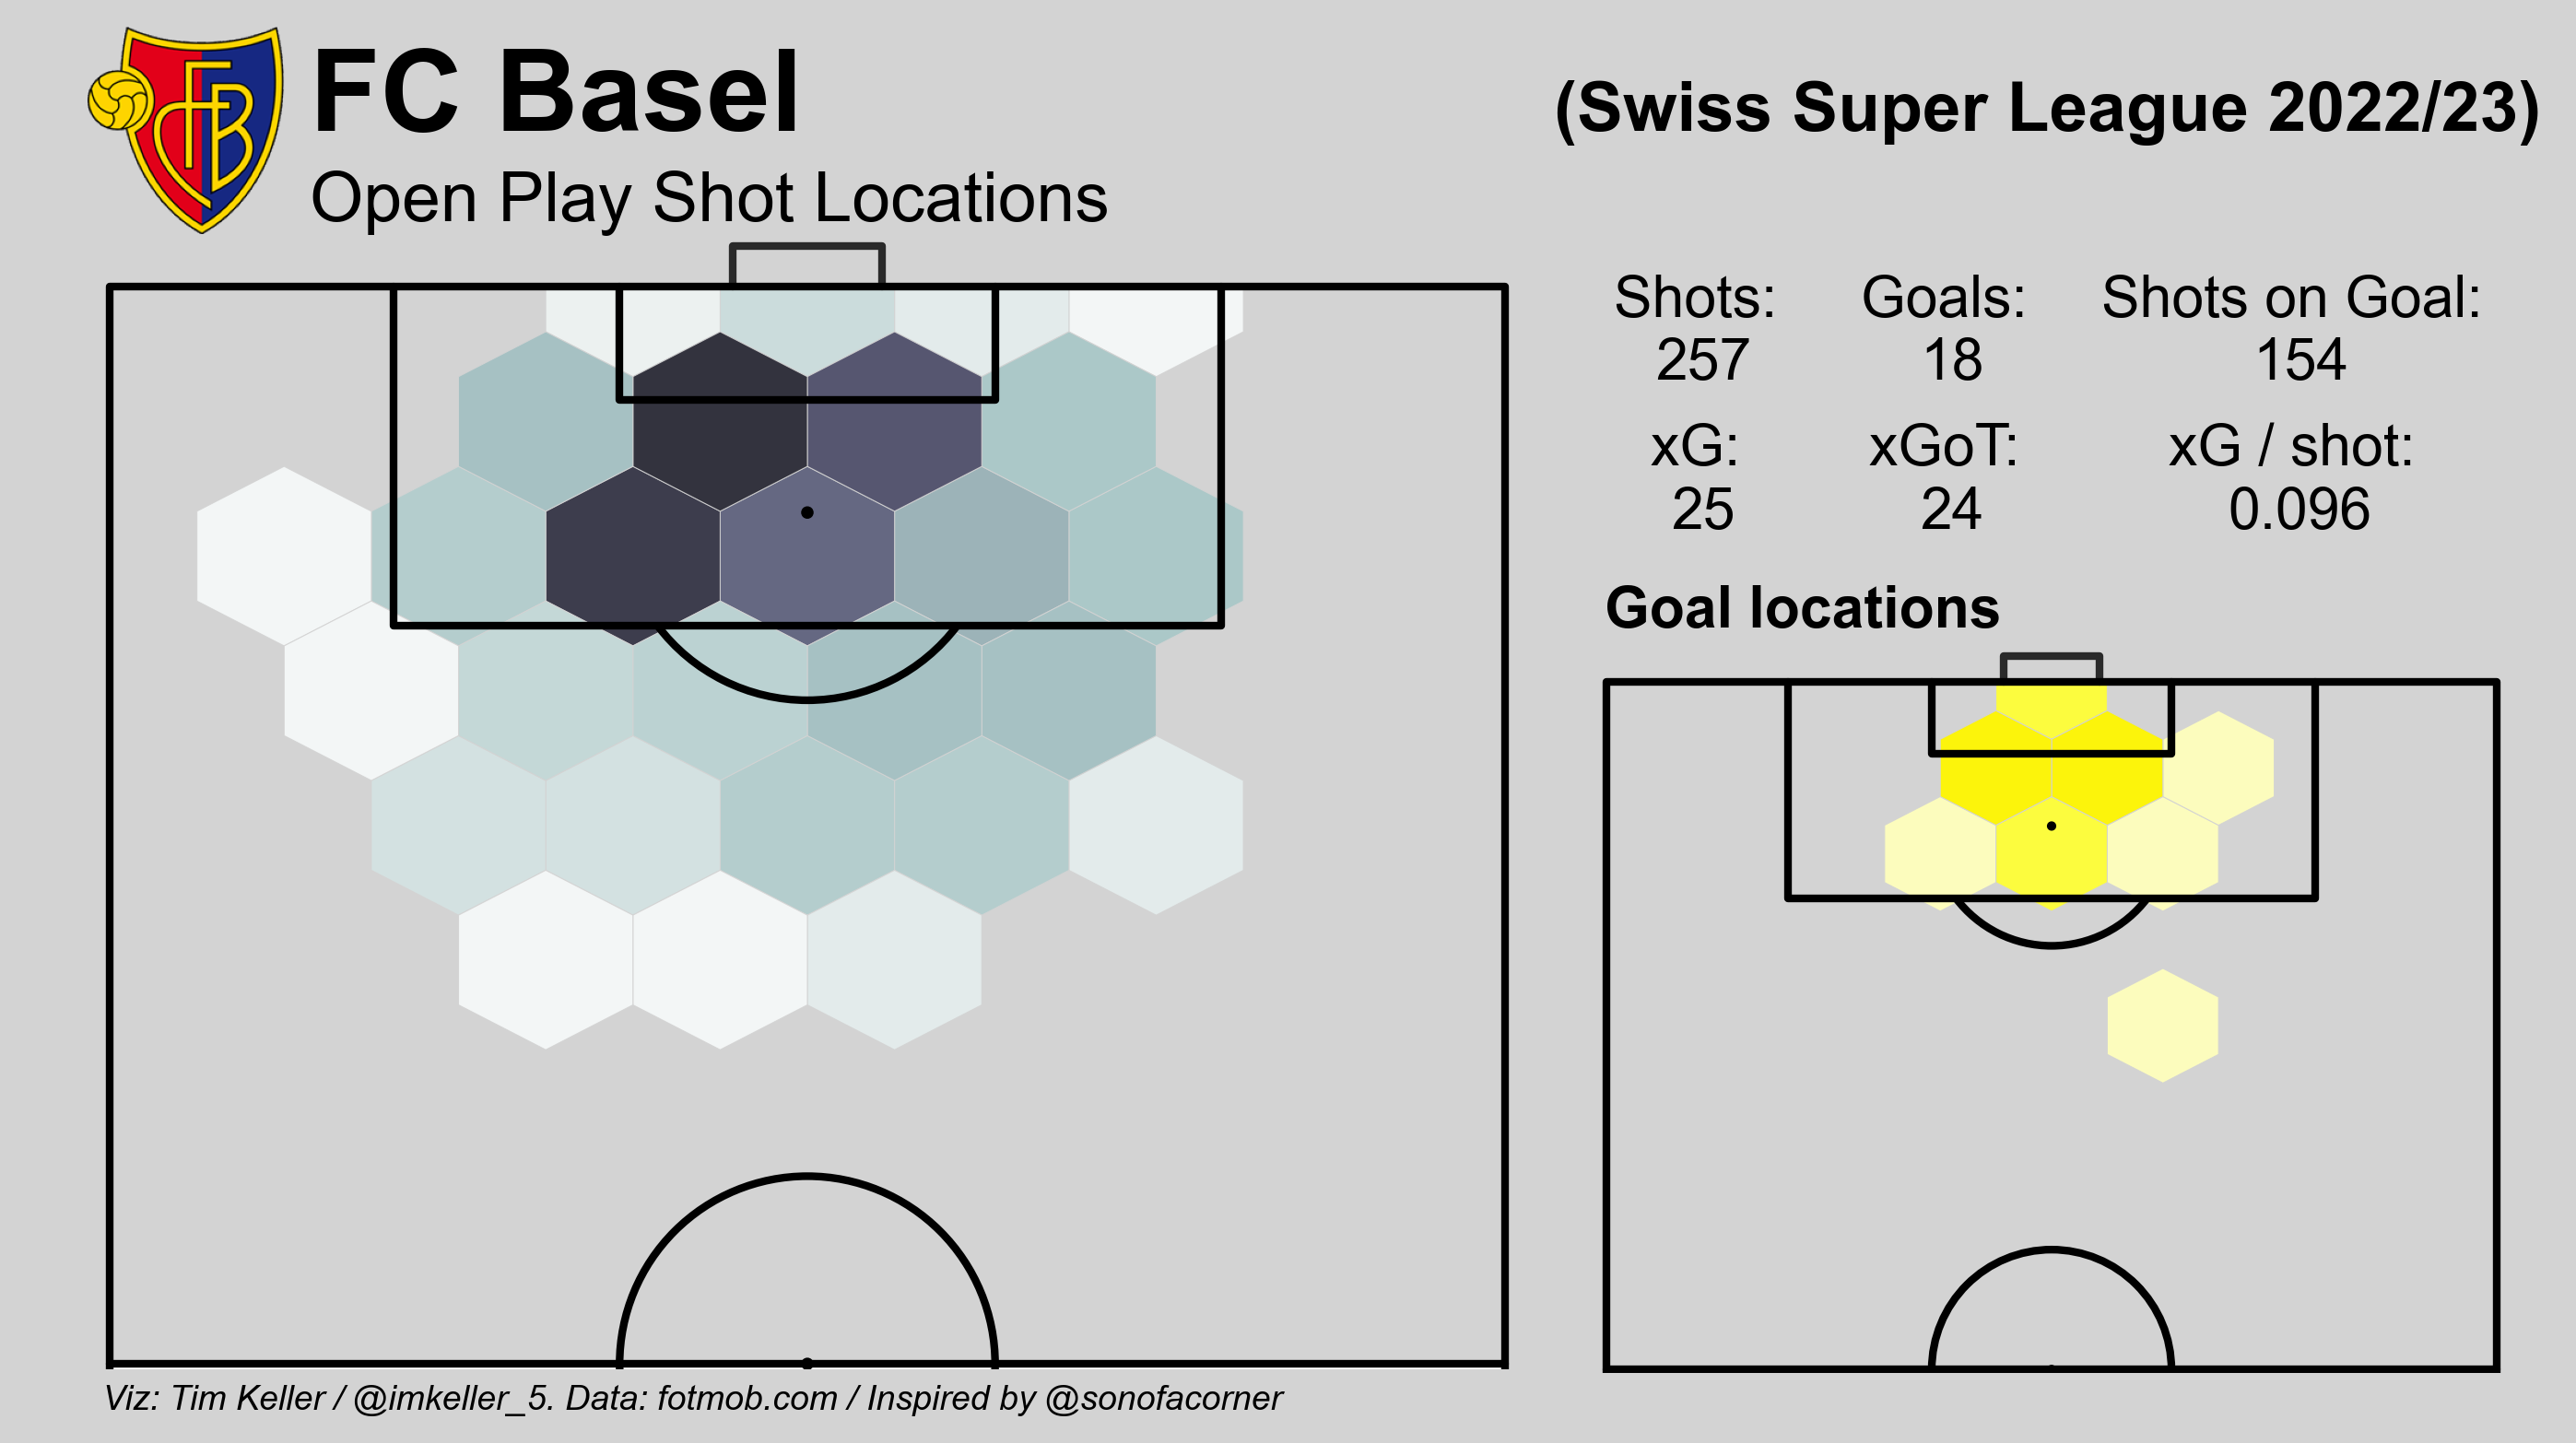 FC Basel
(Swiss Super League 2022/23)
Open Play Shot Locations
Shots: Goals: Shots on Goal:
257 18 154
xG: xGoT: xG / shot:
25 24 0.096
Goal locations
Viz: Tim Keller / @imkeller_5. Data: fotmob.com / Inspired by @sonofacorner
FCB